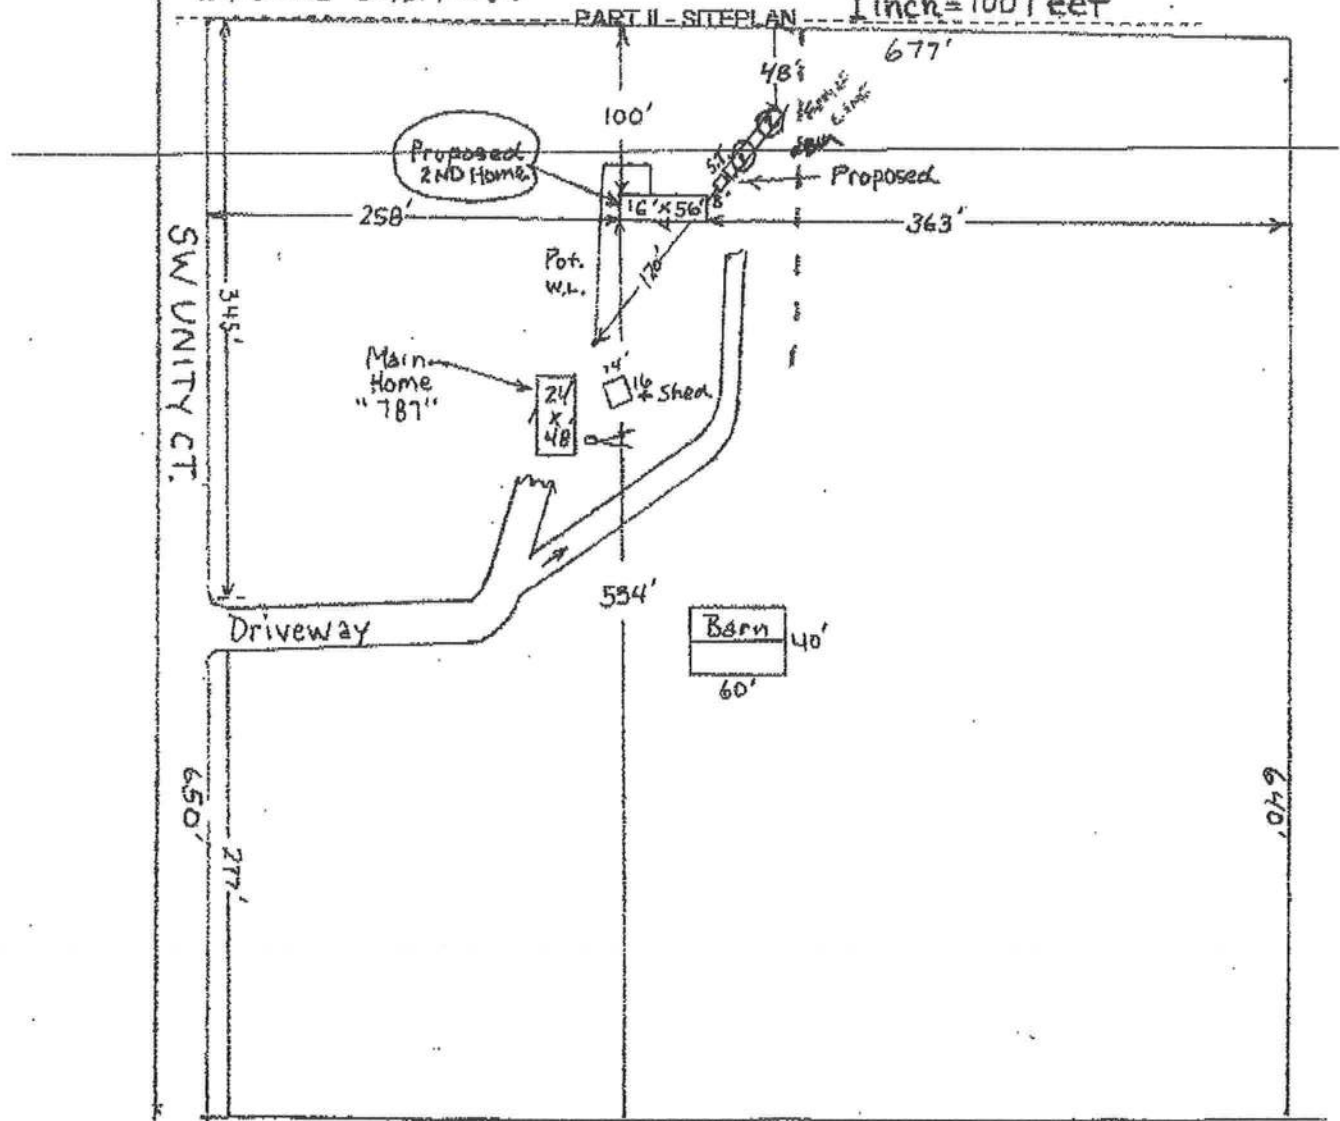 PART II - SITEPLAN
1 inch = 100 Feet
677'
48'
100'
Proposed
2ND Home
S.T.
Proposed
8'
16' x 56'
258'
363'
SW UNITY CT.
345'
Pot.
W.L.
170'
Main
Home
"787"
24
x
48'
14'
16
Shed
534'
Driveway
Barn
40'
60'
650'
277'
640'